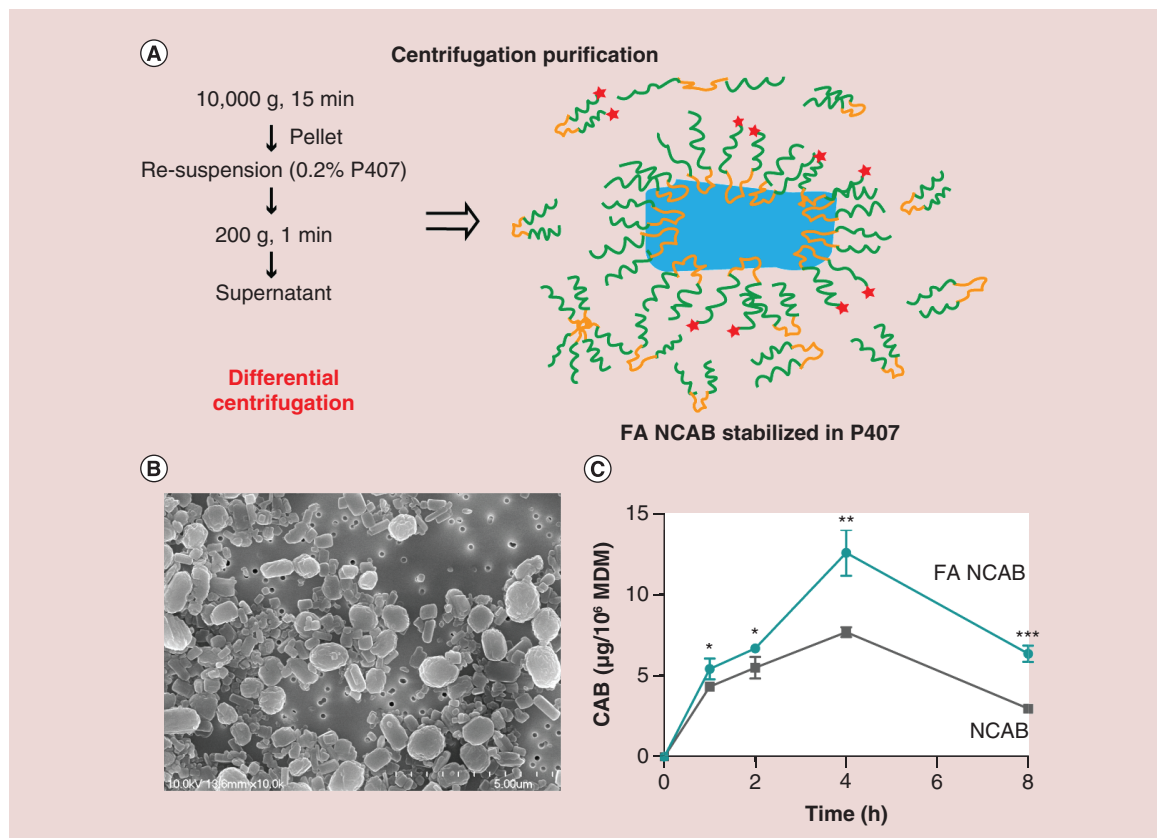 A
Centrifugation purification
10,000 g, 15 min
Pellet
Re-suspension (0.2% P407)
200 g, 1 min
Supernatant
Differential
centrifugation
FA NCAB stabilized in P407
B
10.0kV 13.6mm x10.0k 5.00um
C
CAB (µg/10⁶ MDM)
15
10
5
0
**
*
*
***
FA NCAB
NCAB
0 2 4 6 8
Time (h)